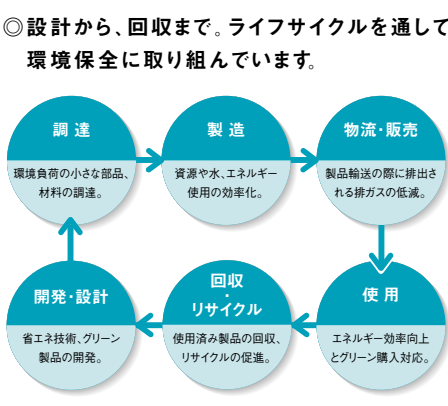 ◎設計から、回収まで。ライフサイクルを通して
環境保全に取り組んでいます。
調達
環境負荷の小さな部品、
材料の調達。
製造
資源や水、エネルギー
使用の効率化。
物流・販売
製品輸送の際に排出さ
れる排ガスの低減。
開発・設計
省エネ技術、グリーン
製品の開発。
回収
・
リサイクル
使用済み製品の回収、
リサイクルの促進。
使用
エネルギー効率向上
とグリーン購入対応。